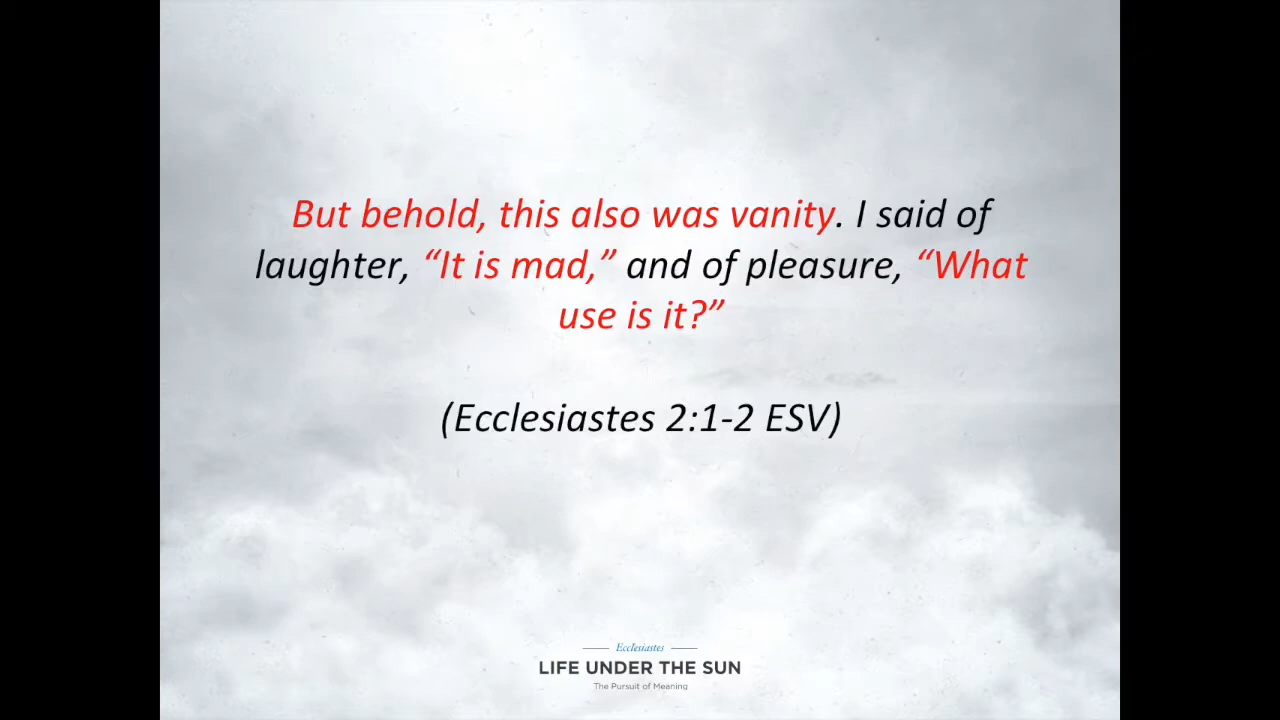 But behold, this also was vanity. I said of
laughter, “It is mad,” and of pleasure, “What
use is it?”
(Ecclesiastes 2:1-2 ESV)
Ecclesiastes
LIFE UNDER THE SUN
The Pursuit of Meaning